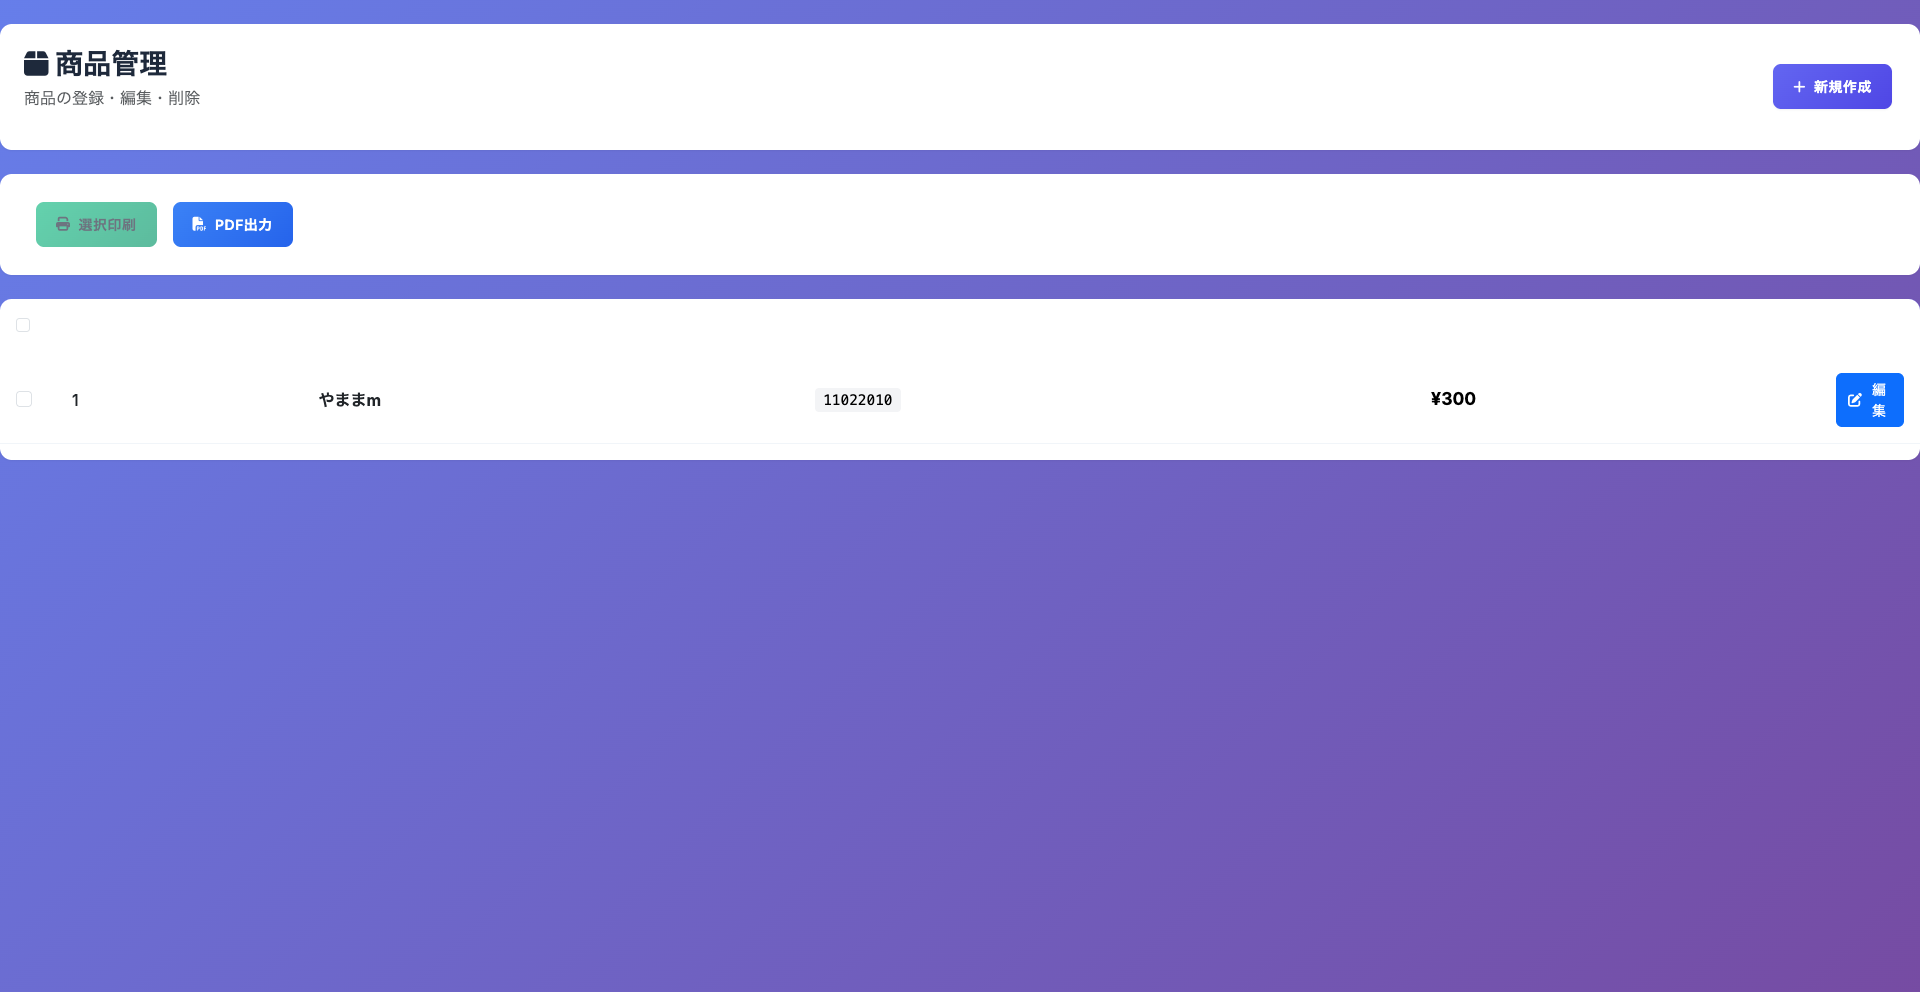 商品管理
商品の登録・編集・削除
新規作成
選択印刷
PDF出力
1
やままm
11022010
¥300
編
集